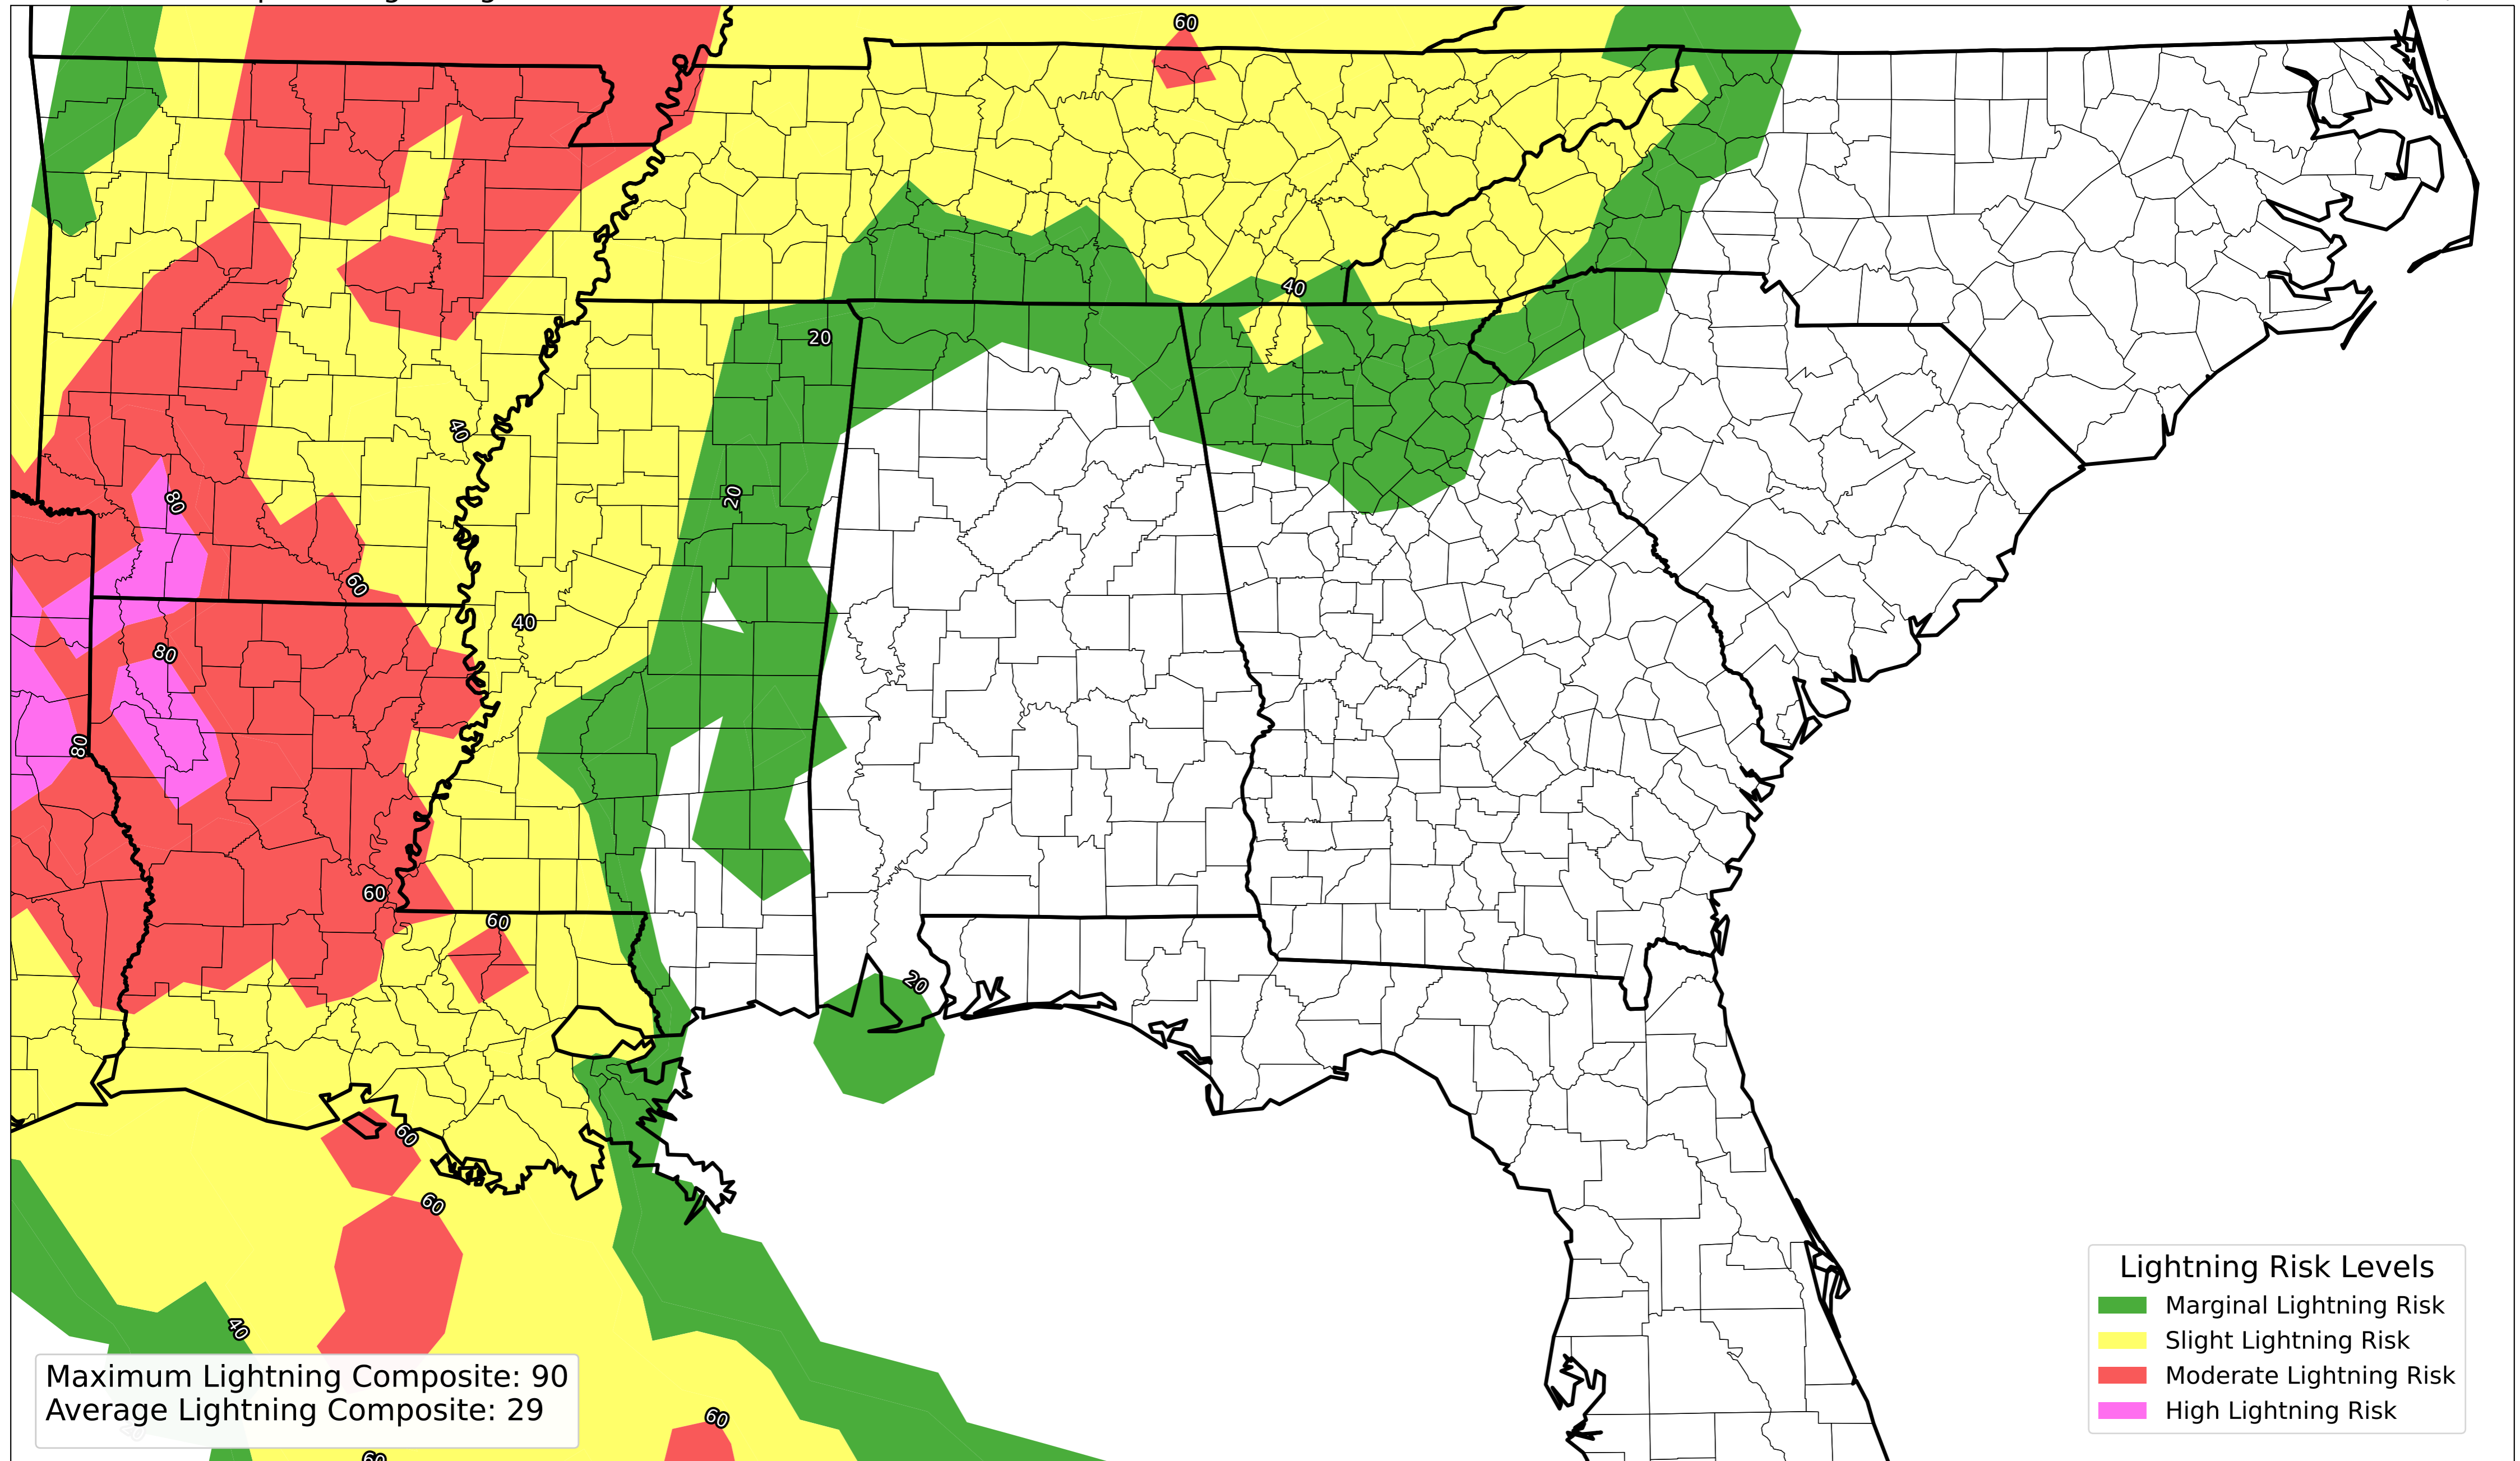 60
40
20
40
20
80
60
40
80
80
60
60
20
60
60
40
60
60
Lightning Risk Levels
Marginal Lightning Risk
Slight Lightning Risk
Moderate Lightning Risk
High Lightning Risk
Maximum Lightning Composite: 90
Average Lightning Composite: 29